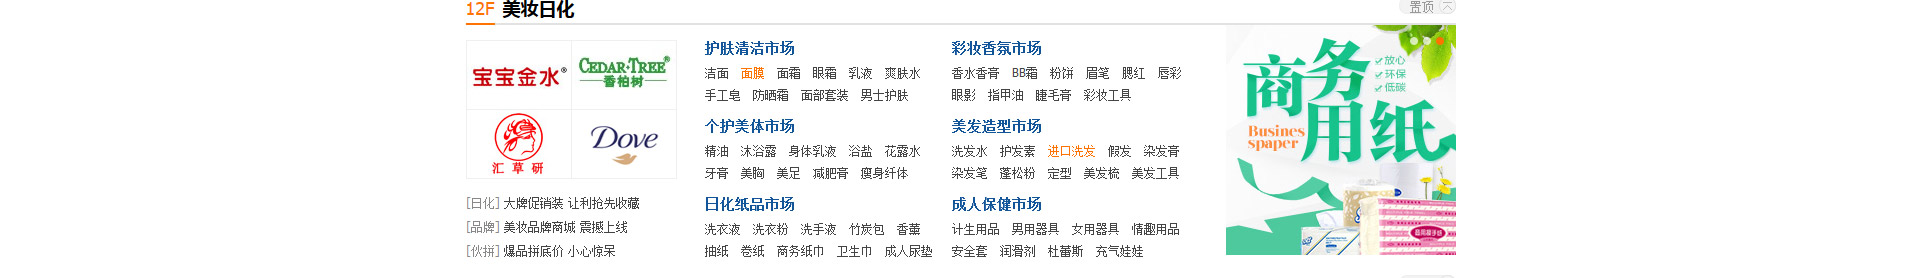 12F 美妆日化
置顶
宝宝金水®
CEDAR·TREE®
香柏树
汇草研
Dove
[日化] 大牌促销装 让利抢先收藏
[品牌] 美妆品牌商城 震撼上线
[伙拼] 爆品拼底价 小心惊呆
护肤清洁市场
洁面 面膜 面霜 眼霜 乳液 爽肤水
手工皂 防晒霜 面部套装 男士护肤
个护美体市场
精油 沐浴露 身体乳液 浴盐 花露水
牙膏 美胸 美足 减肥膏 瘦身纤体
日化纸品市场
洗衣液 洗衣粉 洗手液 竹炭包 香薰
抽纸 卷纸 商务纸巾 卫生巾 成人尿垫
彩妆香氛市场
香水香膏 BB霜 粉饼 眉笔 腮红 唇彩
眼影 指甲油 睫毛膏 彩妆工具
美发造型市场
洗发水 护发素 进口洗发 假发 染发膏
染发笔 蓬松粉 定型 美发梳 美发工具
成人保健市场
计生用品 男用器具 女用器具 情趣用品
安全套 润滑剂 杜蕾斯 充气娃娃
商务
用纸
放心
环保
低碳
Busines
spaper